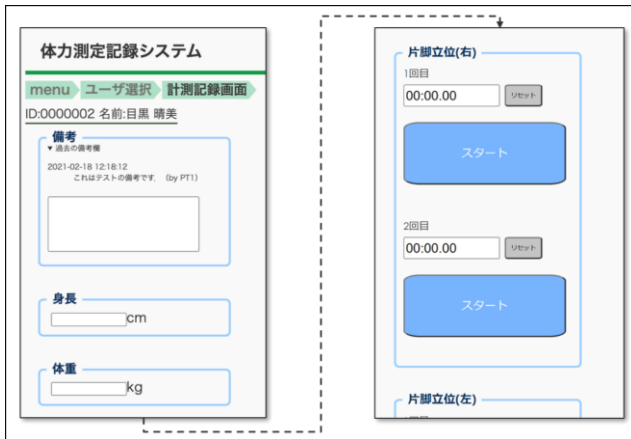 体力測定記録システム
menu ユーザ選択 計測記録画面
ID:0000002 名前:目黒 晴美
備考
▼ 過去の備考欄
2021-02-18 12:18:12
これはテストの備考です. (by PT1)
身長
cm
体重
kg
片脚立位(右)
1回目
00:00.00 リセット
スタート
2回目
00:00.00 リセット
スタート
片脚立位(左)